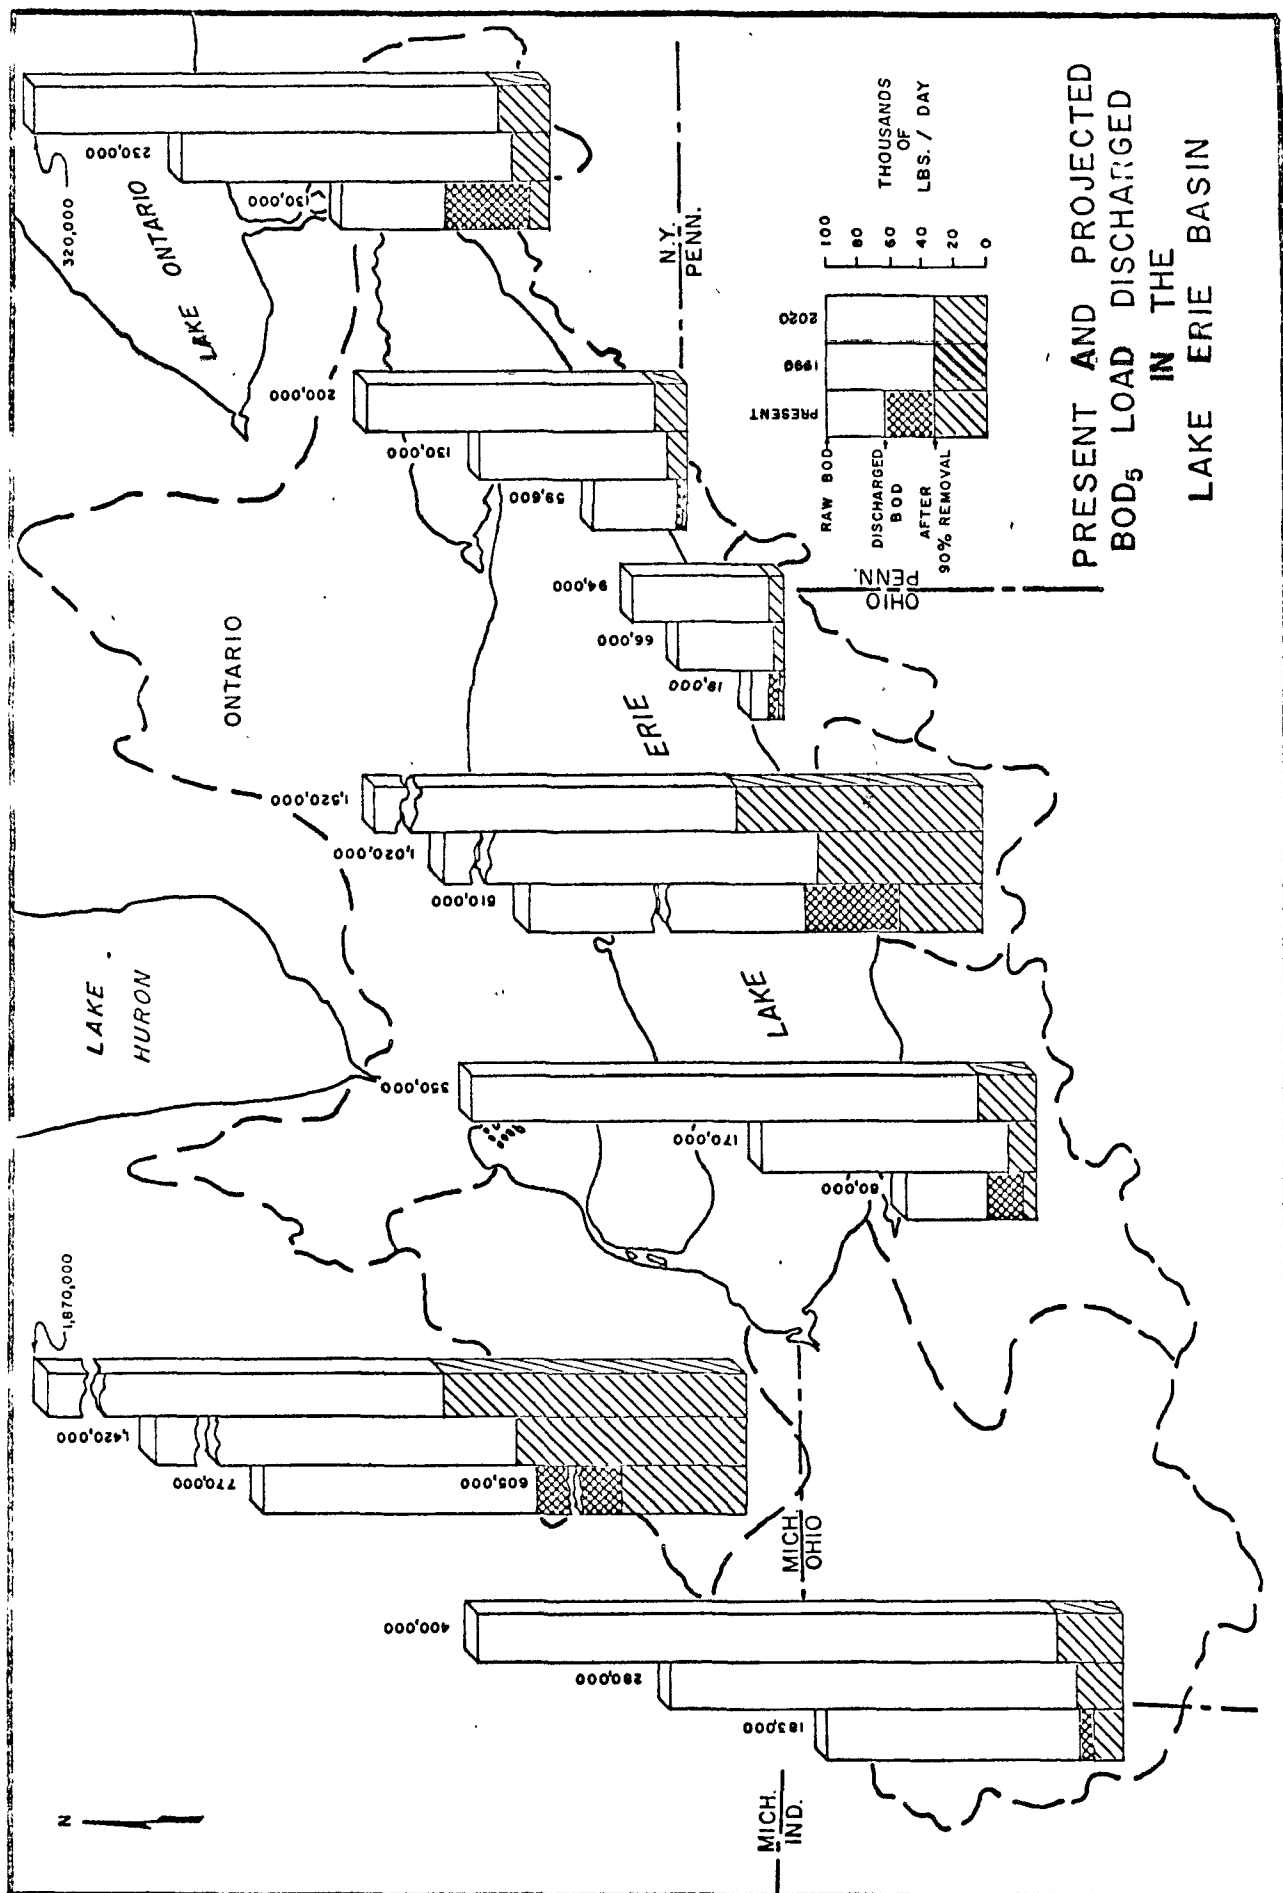 320,000
230,000
130,000
LAKE ONTARIO
N.Y.
PENN.
200,000
130,000
59,600
ONTARIO
94,000
66,000
19,000
OHIO
PENN.
LAKE ERIE
1,520,000
1,020,000
510,000
LAKE
HURON
350,000
170,000
80,000
1,870,000
1,420,000
770,000
605,000
MICH.
OHIO
400,000
280,000
183,000
MICH.
IND.
N
THOUSANDS
OF
LBS. / DAY
100
80
60
40
20
0
PRESENT
1990
2020
RAW BOD
DISCHARGED
BOD
AFTER
90% REMOVAL
PRESENT AND PROJECTED
BOD₅ LOAD DISCHARGED
IN THE
LAKE ERIE BASIN